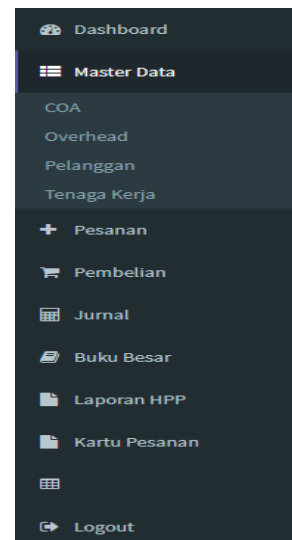 Dashboard
Master Data
COA
Overhead
Pelanggan
Tenaga Kerja
Pesanan
Pembelian
Jurnal
Buku Besar
Laporan HPP
Kartu Pesanan
Logout